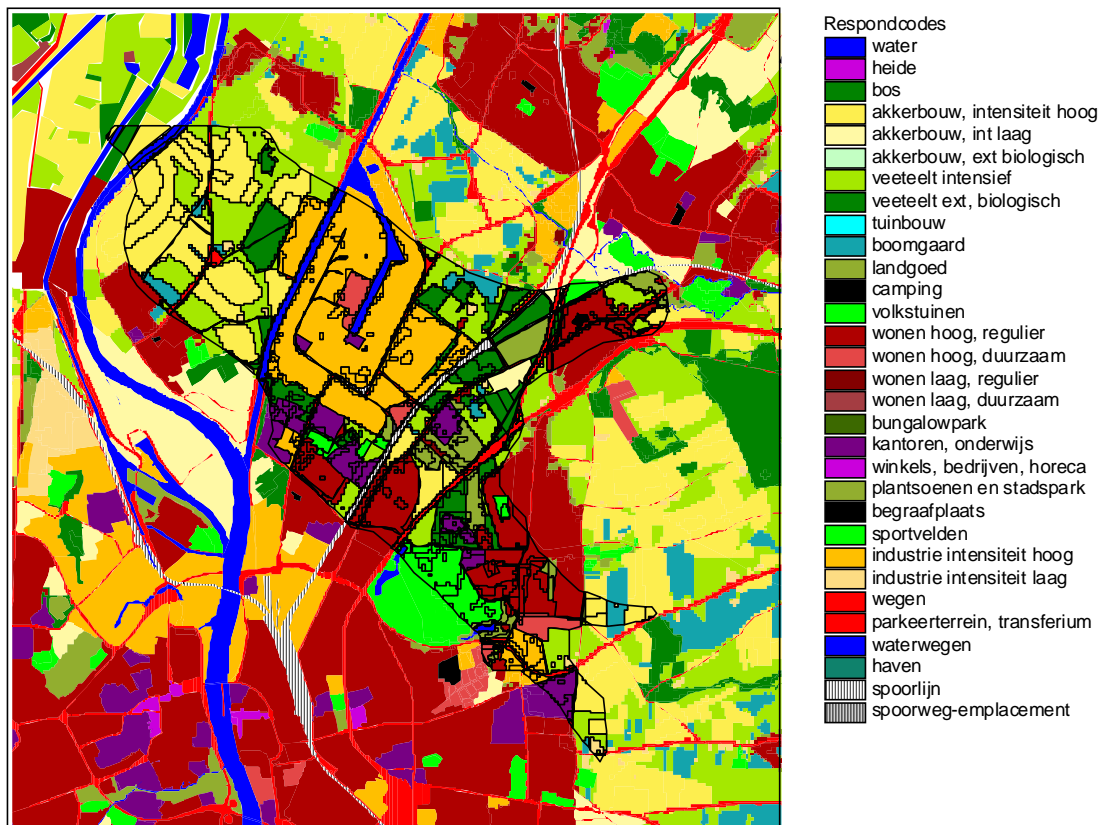 Respondcodes
water
heide
bos
akkerbouw, intensiteit hoog
akkerbouw, int laag
akkerbouw, ext biologisch
veeteelt intensief
veeteelt ext, biologisch
tuinbouw
boomgaard
landgoed
camping
volkstuinen
wonen hoog, regulier
wonen hoog, duurzaam
wonen laag, regulier
wonen laag, duurzaam
bungalowpark
kantoren, onderwijs
winkels, bedrijven, horeca
plantsoenen en stadspark
begraafplaats
sportvelden
industrie intensiteit hoog
industrie intensiteit laag
wegen
parkeerterrein, transferium
waterwegen
haven
spoorlijn
spoorweg-emplacement